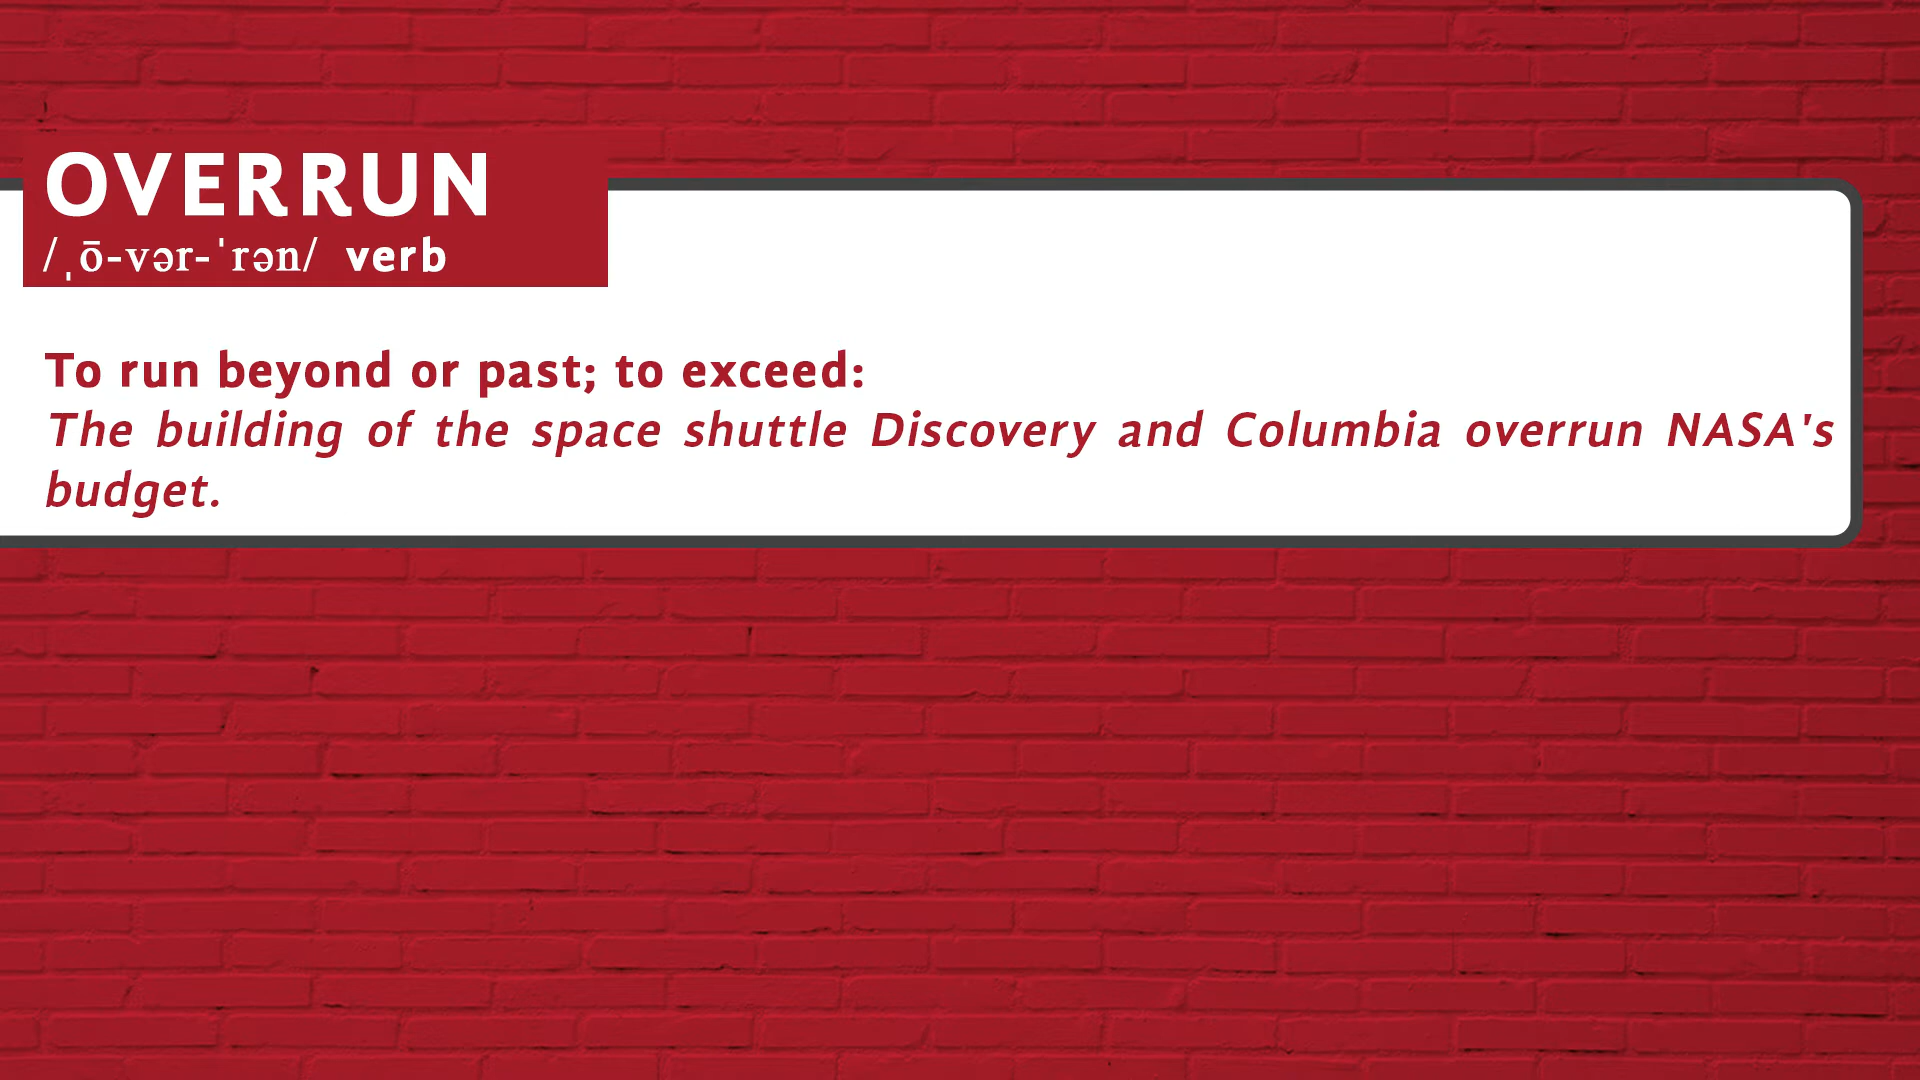 OVERRUN
/ˌō-vər-ˈrən/ verb
To run beyond or past; to exceed:
The building of the space shuttle Discovery and Columbia overrun NASA's
budget.